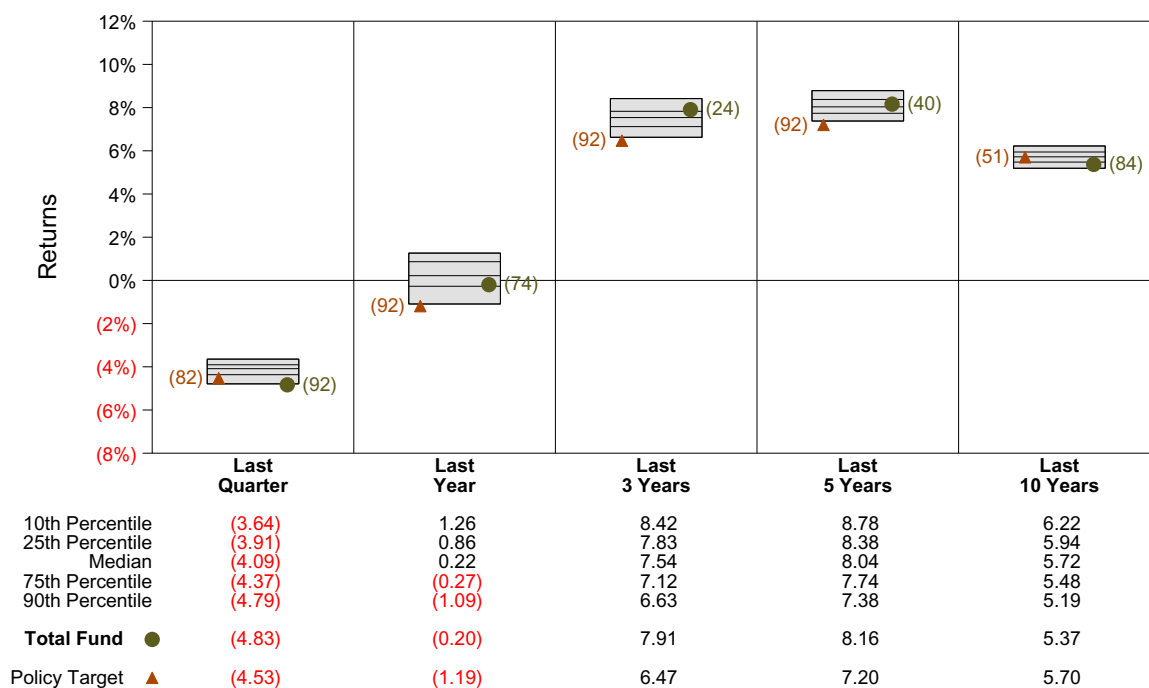 12%
10%
8%
6%
4%
2%
0%
(2%)
(4%)
(6%)
(8%)
Returns
(82)
(92)
(92)
(74)
(92)
(24)
(92)
(40)
(51)
(84)
Last Quarter
Last Year
Last 3 Years
Last 5 Years
Last 10 Years
10th Percentile (3.64) 1.26 8.42 8.78 6.22
25th Percentile (3.91) 0.86 7.83 8.38 5.94
Median (4.09) 0.22 7.54 8.04 5.72
75th Percentile (4.37) (0.27) 7.12 7.74 5.48
90th Percentile (4.79) (1.09) 6.63 7.38 5.19
Total Fund (4.83) (0.20) 7.91 8.16 5.37
Policy Target (4.53) (1.19) 6.47 7.20 5.70